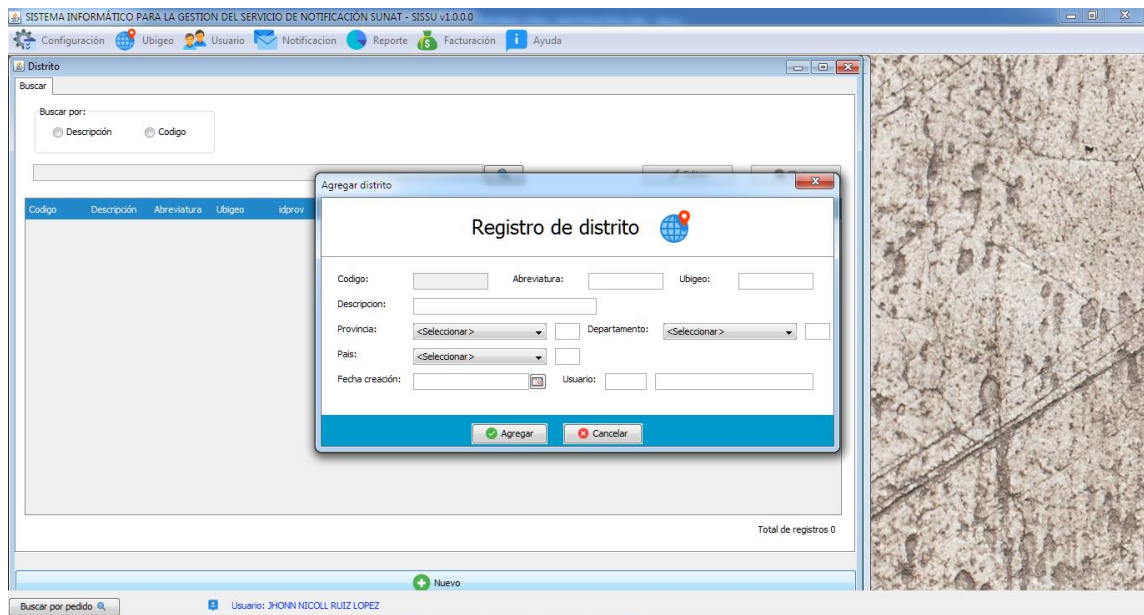 SISTEMA INFORMÁTICO PARA LA GESTION DEL SERVICIO DE NOTIFICACIÓN SUNAT - SISSU v1.0.0.0
Configuración Ubigeo Usuario Notificacion Reporte Facturación Ayuda
Distrito
Buscar
Buscar por:
Descripción Codigo
Agregar distrito
Codigo Descripción Abreviatura Ubigeo idprov
Registro de distrito
Codigo: Abreviatura: Ubigeo:
Descripcion:
Provincia: <Seleccionar> Departamento: <Seleccionar>
Pais: <Seleccionar>
Fecha creación: Usuario:
Agregar Cancelar
Total de registros 0
Nuevo
Buscar por pedido Usuario: JHONN NICOLL RUIZ LOPEZ